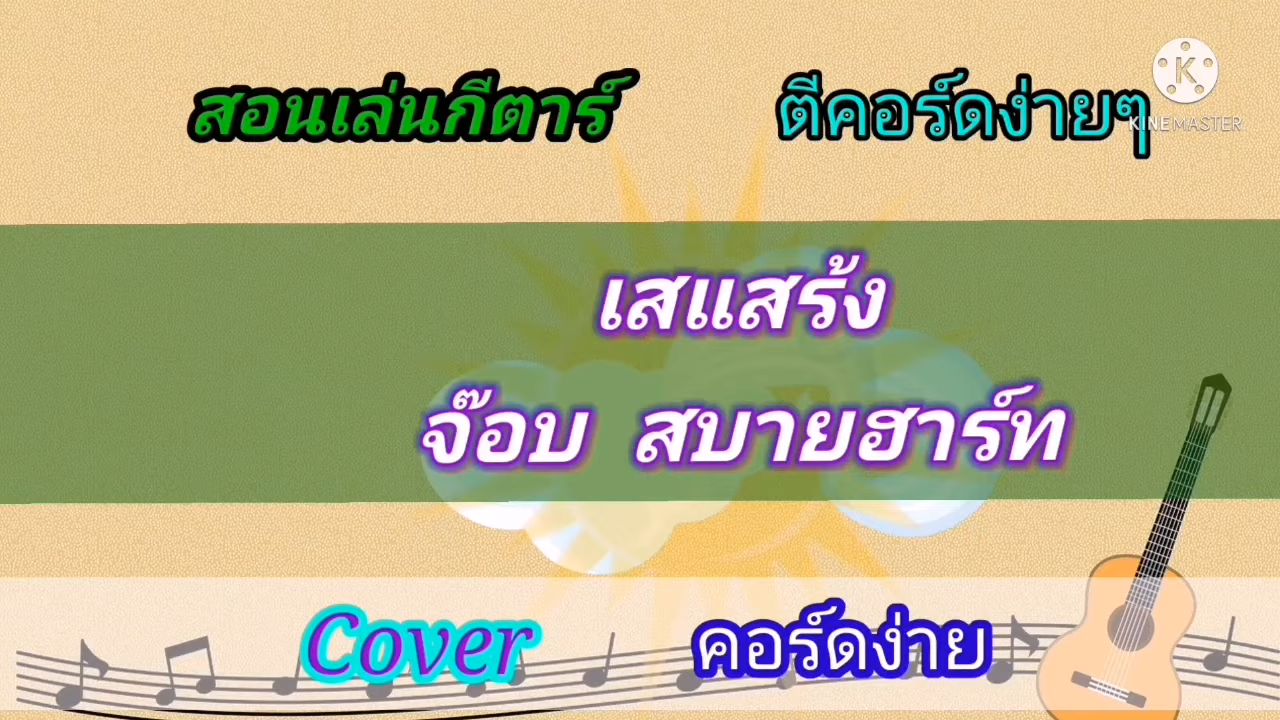 สอนเล่นกีตาร์ ตีคอร์ดง่ายๆ
K
KINEMASTER
เสแสร้ง
จ๊อบ สบายฮาร์ท
Cover คอร์ดง่าย